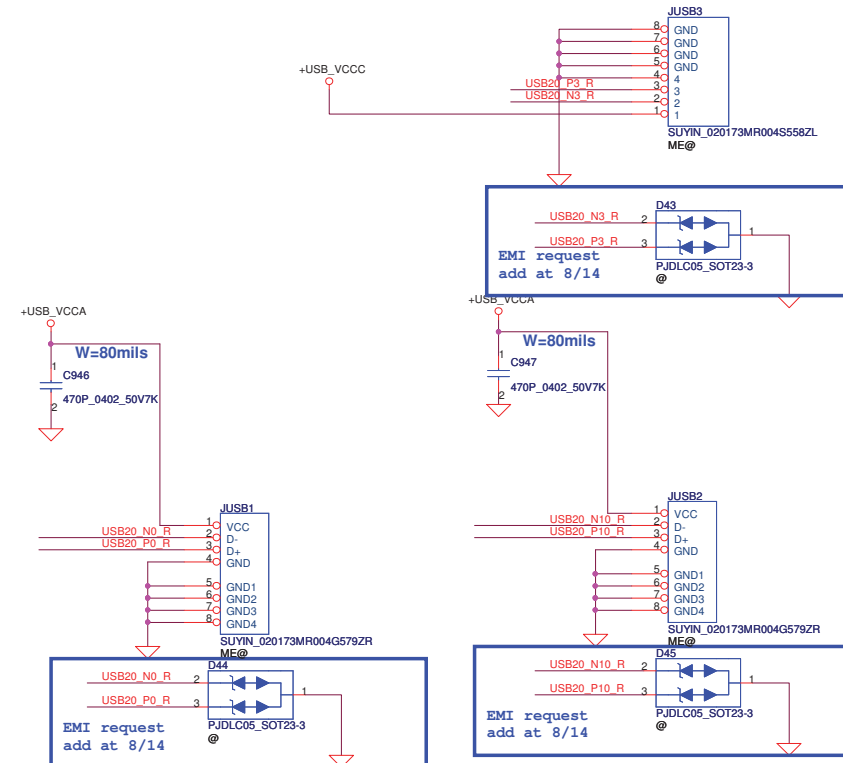 JUSB3
8 GND
7 GND
6 GND
5 GND
4 4
USB20_P3_R 3 3
USB20_N3_R 2 2
1 1
+USB_VCCC
SUYIN_020173MR004S558ZL
ME@
D43
USB20_N3_R 2
1
USB20_P3_R 3
EMI request
add at 8/14
PJDLC05_SOT23-3
@
+USB_VCCA
W=80mils
1
C946
470P_0402_50V7K
2
+USB_VCCA
W=80mils
1
C947
470P_0402_50V7K
2
JUSB1
1 VCC
USB20_N0_R 2 D-
USB20_P0_R 3 D+
4 GND
5 GND1
6 GND2
7 GND3
8 GND4
SUYIN_020173MR004G579ZR
ME@
D44
USB20_N0_R 2
1
USB20_P0_R 3
EMI request
add at 8/14
PJDLC05_SOT23-3
@
JUSB2
1 VCC
USB20_N10_R 2 D-
USB20_P10_R 3 D+
4 GND
5 GND1
6 GND2
7 GND3
8 GND4
SUYIN_020173MR004G579ZR
ME@
D45
USB20_N10_R 2
1
USB20_P10_R 3
EMI request
add at 8/14
PJDLC05_SOT23-3
@